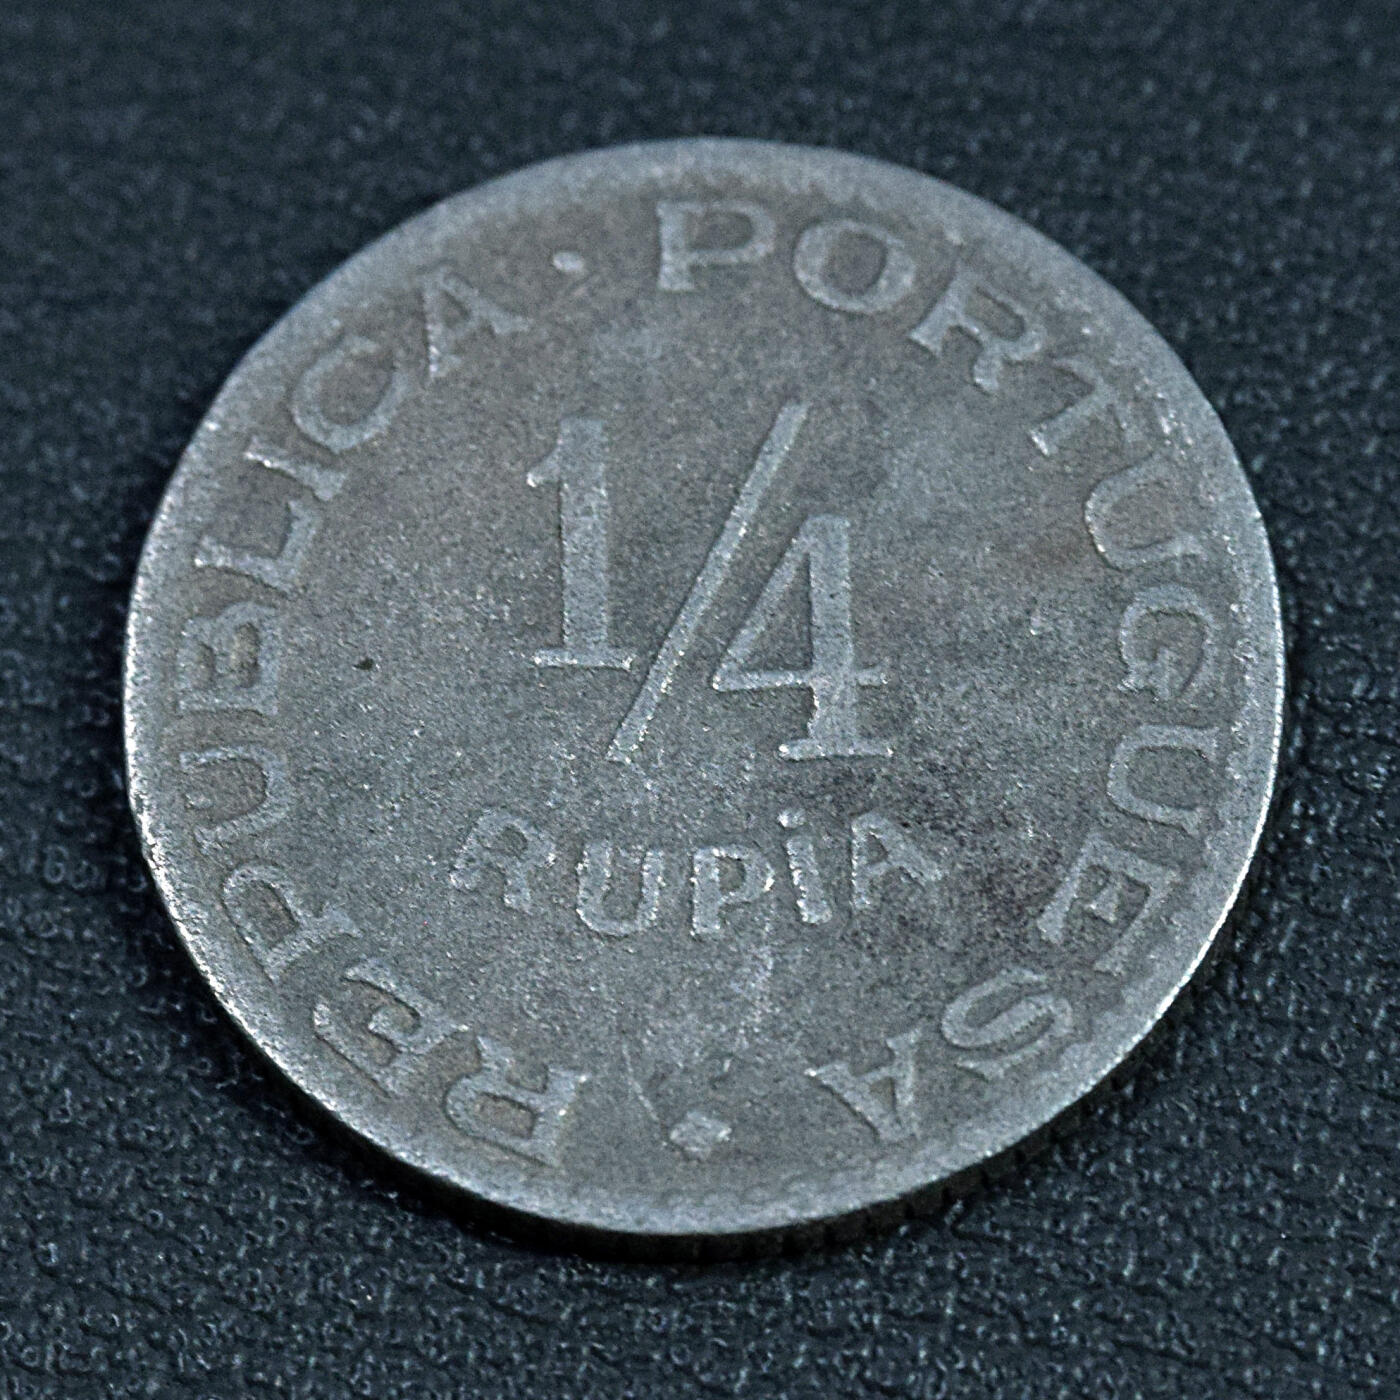 REPUBLICA · PORTUGUESA
1/4
RUPiA